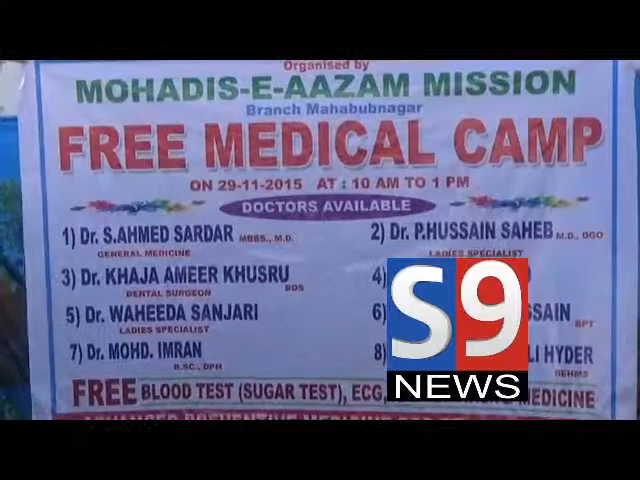 Organised by
MOHADIS-E-AAZAM MISSION
Branch Mahabubnagar
FREE MEDICAL CAMP
ON 29-11-2015 AT : 10 AM TO 1 PM
DOCTORS AVAILABLE
1) Dr. S.AHMED SARDAR MBBS., M.D.
GENERAL MEDICINE
2) Dr. P.HUSSAIN SAHEB M.D., DGO
LADIES SPECIALIST
3) Dr. KHAJA AMEER KHUSRU BDS
DENTAL SURGEON
4)
5) Dr. WAHEEDA SANJARI
LADIES SPECIALIST
6) SSAIN
BPT
7) Dr. MOHD. IMRAN
B.SC., DPH
8) LI HYDER
BEHMS
FREE BLOOD TEST (SUGAR TEST), ECG, MEDICINE
S9
NEWS